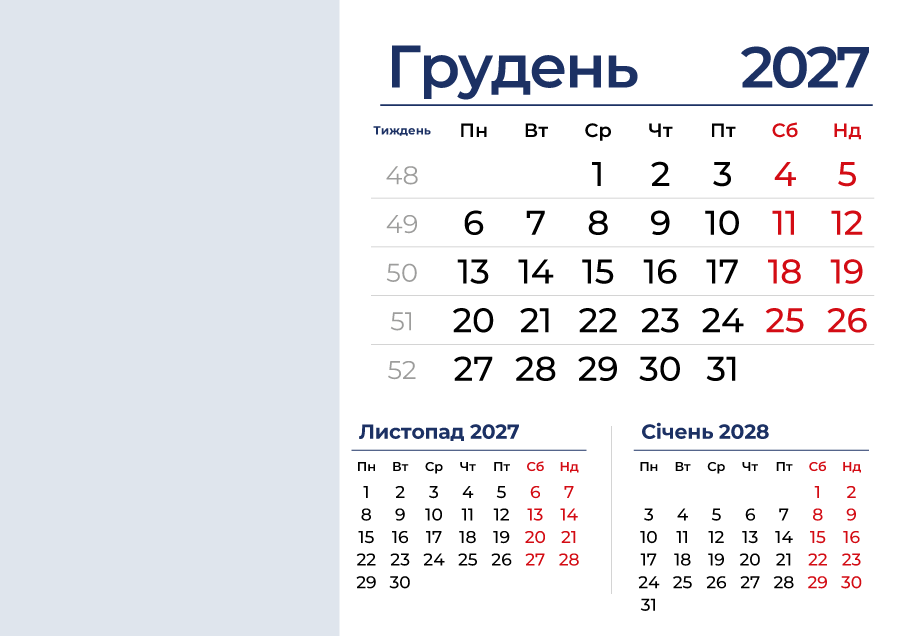 Грудень 2027
Тиждень Пн Вт Ср Чт Пт Сб Нд
48 1 2 3 4 5
49 6 7 8 9 10 11 12
50 13 14 15 16 17 18 19
51 20 21 22 23 24 25 26
52 27 28 29 30 31
Листопад 2027
Пн Вт Ср Чт Пт Сб Нд
1 2 3 4 5 6 7
8 9 10 11 12 13 14
15 16 17 18 19 20 21
22 23 24 25 26 27 28
29 30
Січень 2028
Пн Вт Ср Чт Пт Сб Нд
1 2
3 4 5 6 7 8 9
10 11 12 13 14 15 16
17 18 19 20 21 22 23
24 25 26 27 28 29 30
31